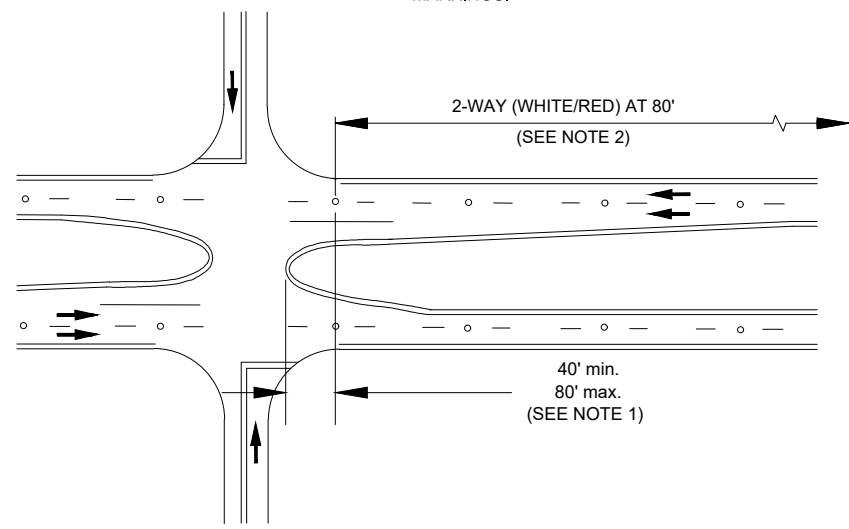 2-WAY (WHITE/RED) AT 80'
(SEE NOTE 2)
40' min.
80' max.
(SEE NOTE 1)